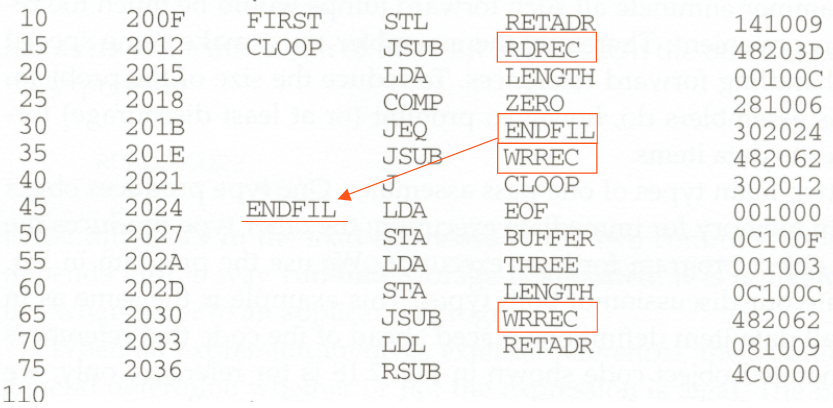 10 200F FIRST STL RETADR 141009
15 2012 CLOOP JSUB RDREC 48203D
20 2015 LDA LENGTH 00100C
25 2018 COMP ZERO 281006
30 201B JEQ ENDFIL 302024
35 201E JSUB WRREC 482062
40 2021 J CLOOP 302012
45 2024 ENDFIL LDA EOF 001000
50 2027 STA BUFFER 0C100F
55 202A LDA THREE 001003
60 202D STA LENGTH 0C100C
65 2030 JSUB WRREC 482062
70 2033 LDL RETADR 081009
75 2036 RSUB 4C0000
110